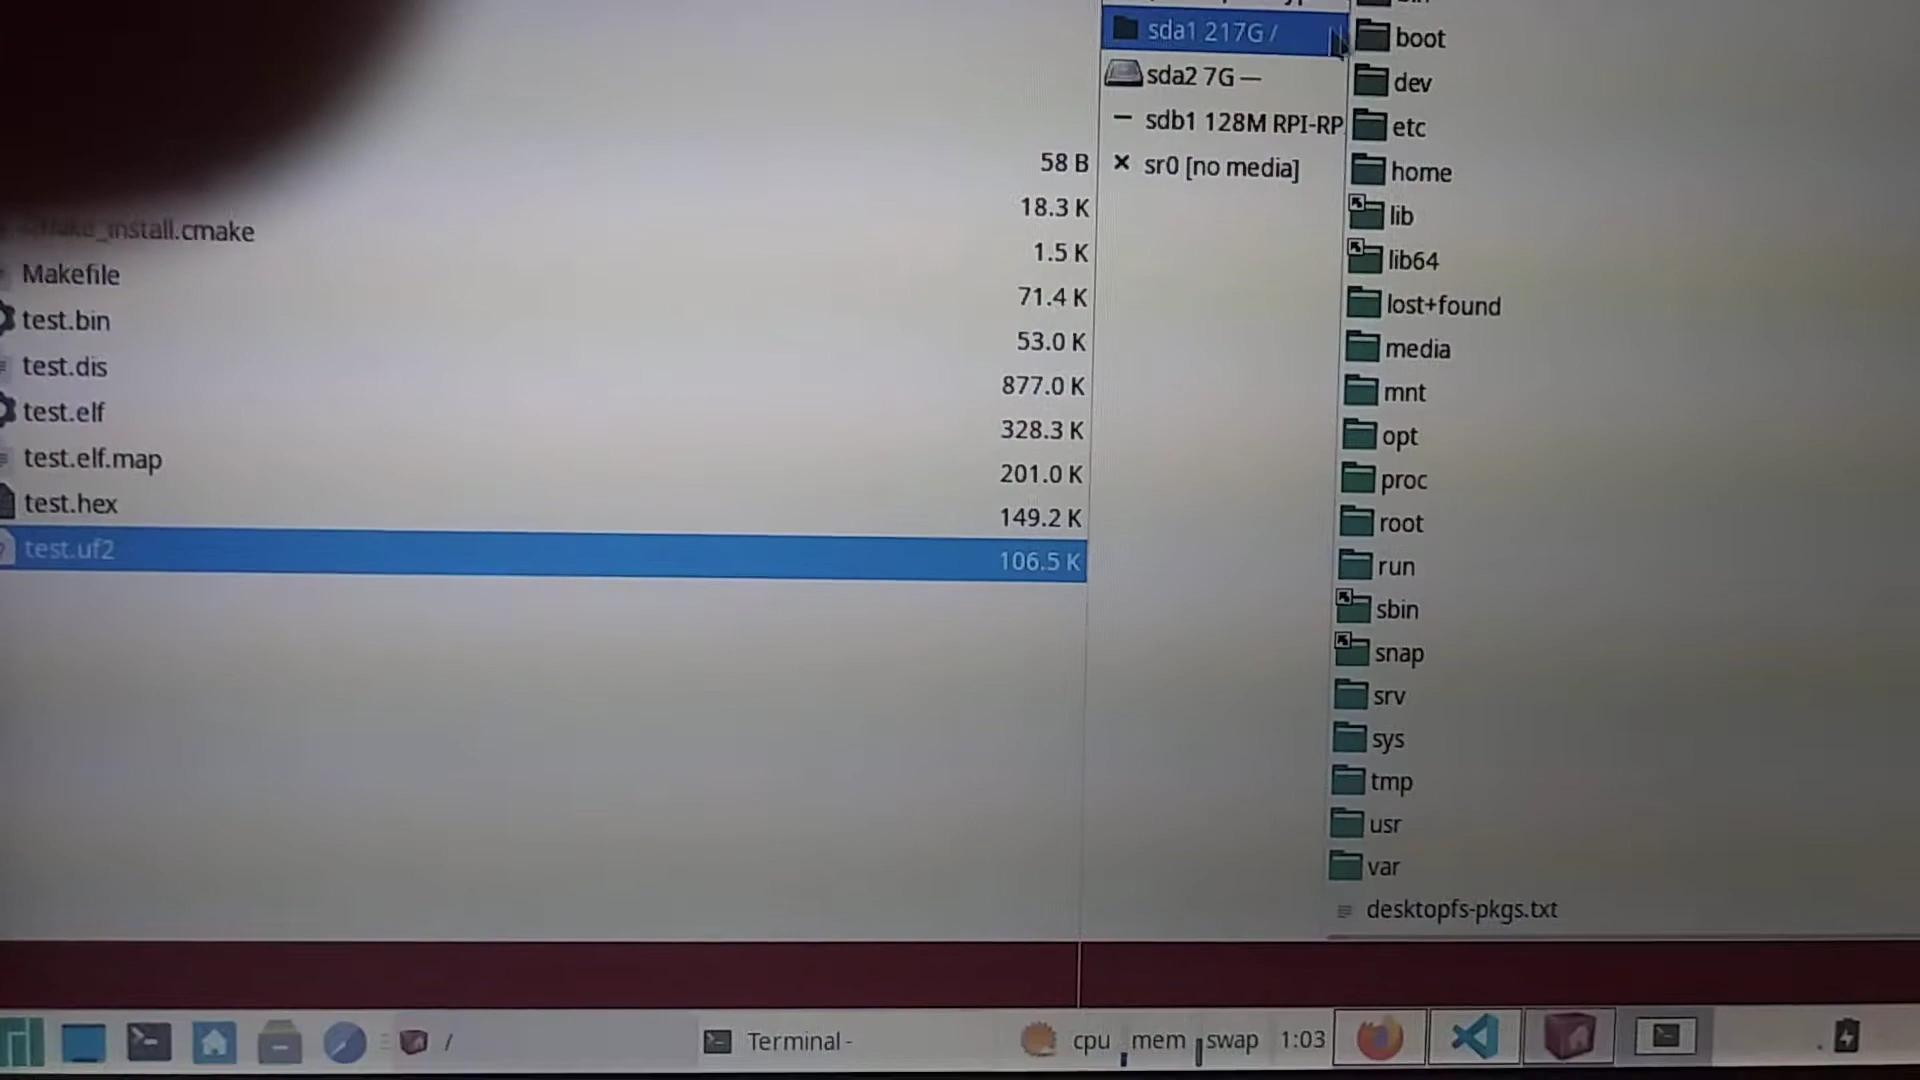 58 B
18.3 K
_install.cmake
1.5 K
Makefile
71.4 K
test.bin
53.0 K
test.dis
877.0 K
test.elf
328.3 K
test.elf.map
201.0 K
test.hex
149.2 K
test.uf2
106.5 K
sda1 217G /
sda2 7G —
sdb1 128M RPI-RP
sr0 [no media]
boot
dev
etc
home
lib
lib64
lost+found
media
mnt
opt
proc
root
run
sbin
snap
srv
sys
tmp
usr
var
desktopfs-pkgs.txt
/
Terminal -
cpu
mem
swap
1:03